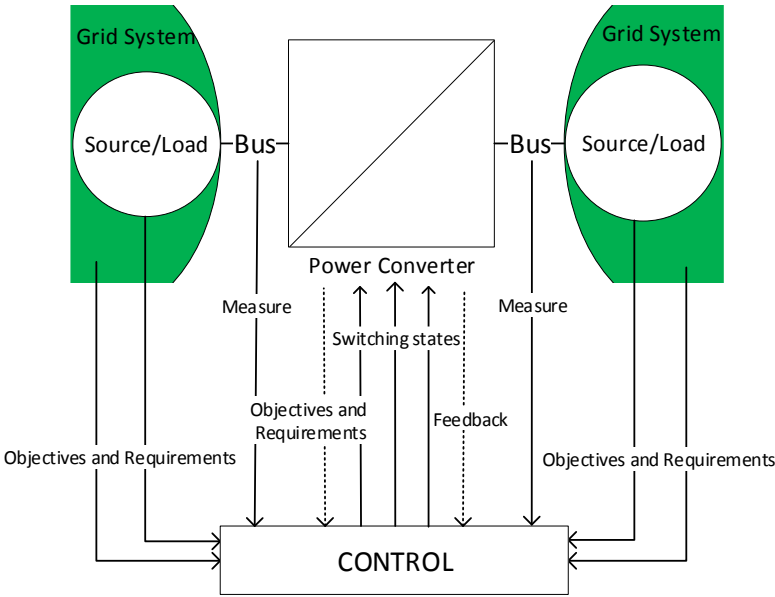 Grid System
Grid System
Source/Load
Bus
Bus
Source/Load
Power Converter
Measure
Measure
Switching states
Objectives and
Requirements
Feedback
Objectives and Requirements
Objectives and Requirements
CONTROL